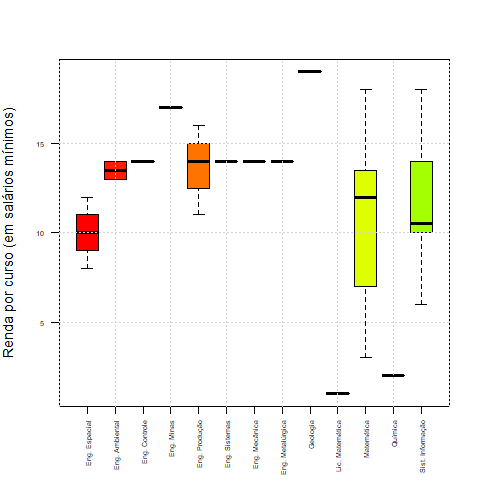 Renda por curso (em salários mínimos)
15
10
5
Eng. Especial
Eng. Ambiental
Eng. Controle
Eng. Minas
Eng. Produção
Eng. Sistemas
Eng. Mecânica
Eng. Metalúrgica
Geologia
Lic. Matemática
Matemática
Química
Sist. Informação